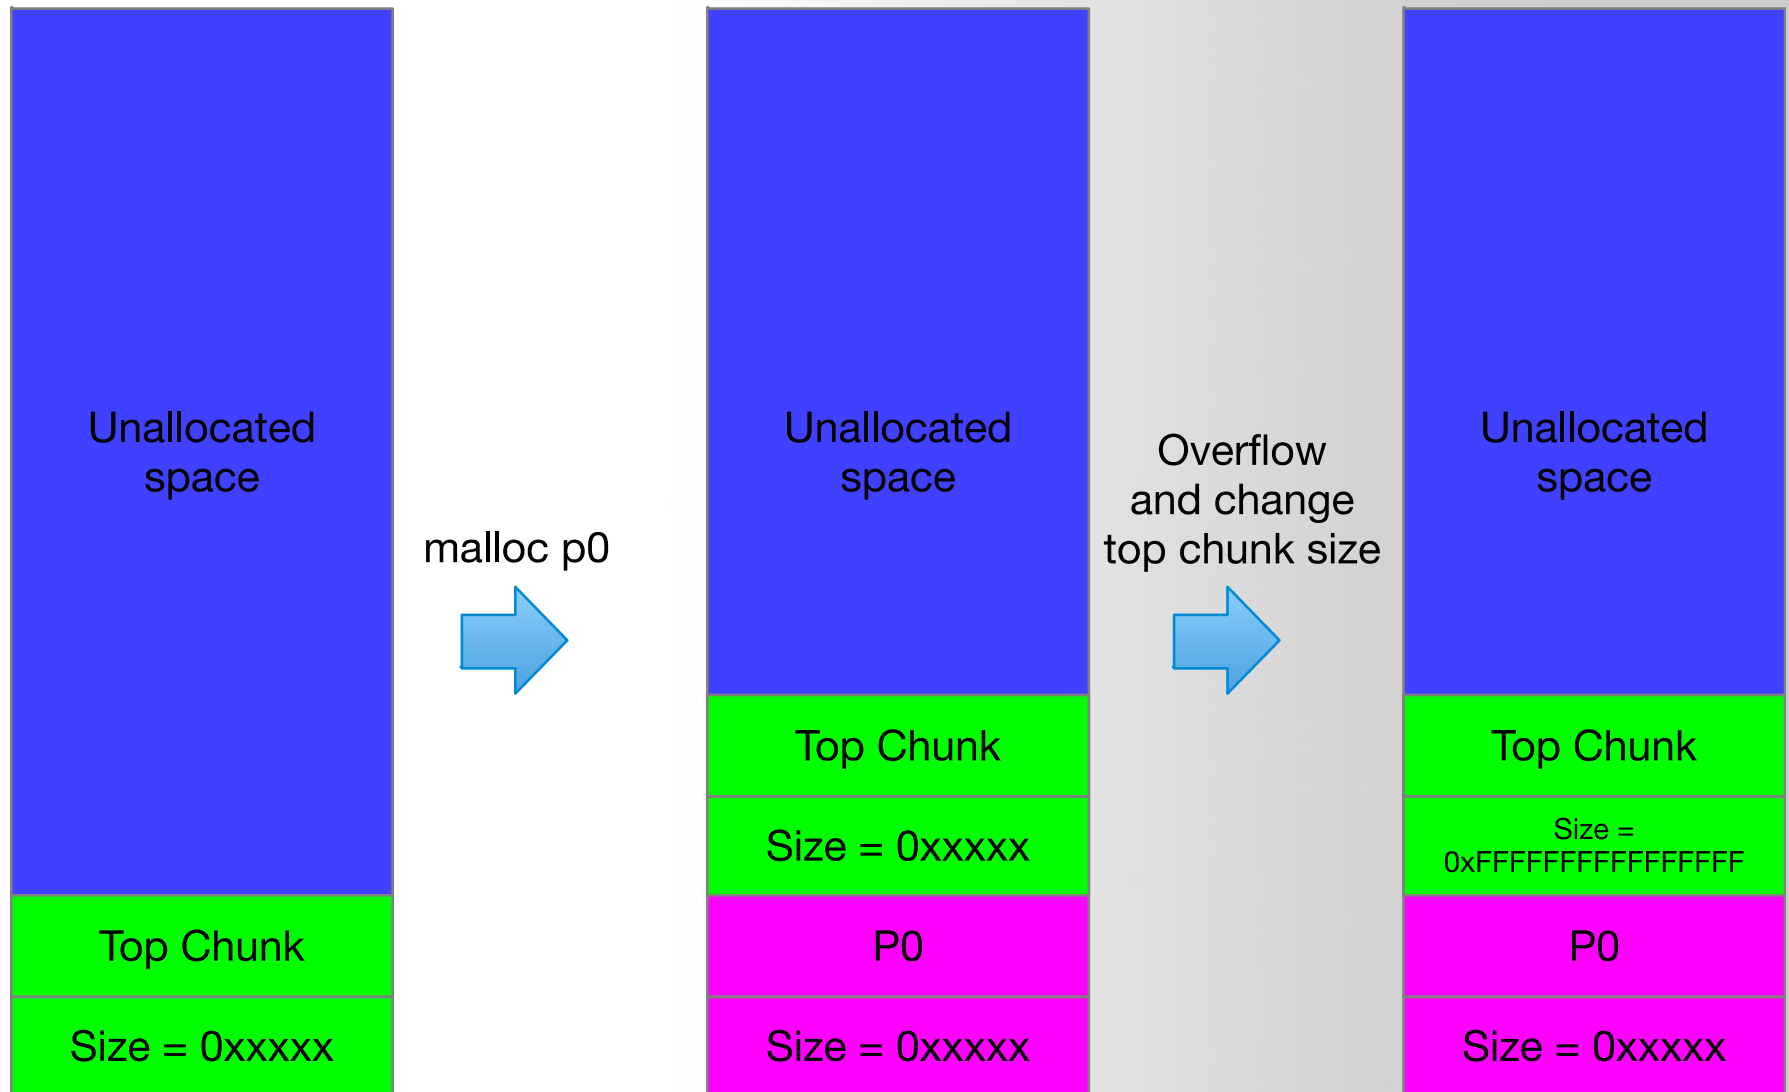 Unallocated
space
Top Chunk
Size = 0xxxxx
malloc p0
Unallocated
space
Top Chunk
Size = 0xxxxx
P0
Size = 0xxxxx
Overflow
and change
top chunk size
Unallocated
space
Top Chunk
Size =
0xFFFFFFFFFFFFFFFF
P0
Size = 0xxxxx